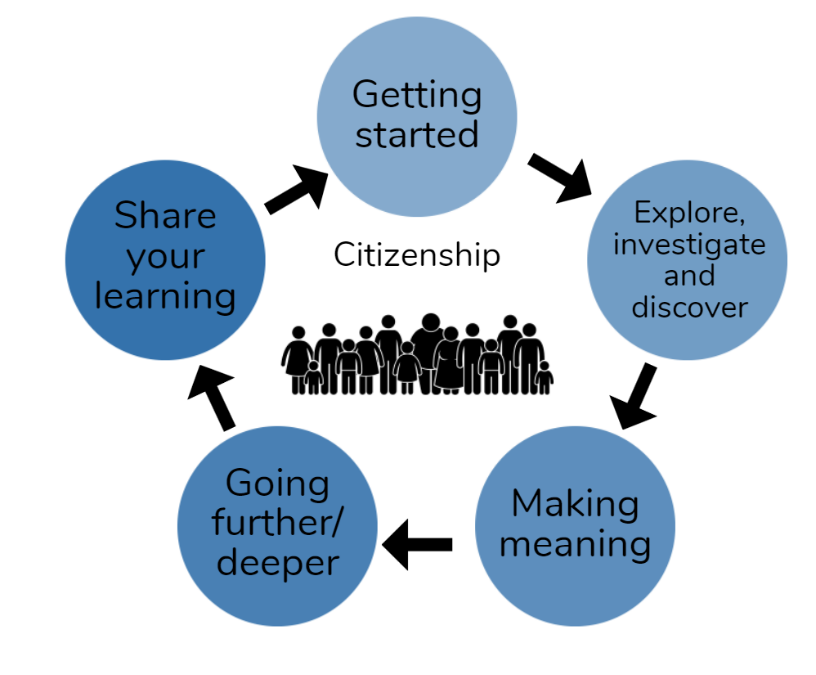 Getting
started
Explore,
investigate
and
discover
Making
meaning
Going
further/
deeper
Share
your
learning
Citizenship